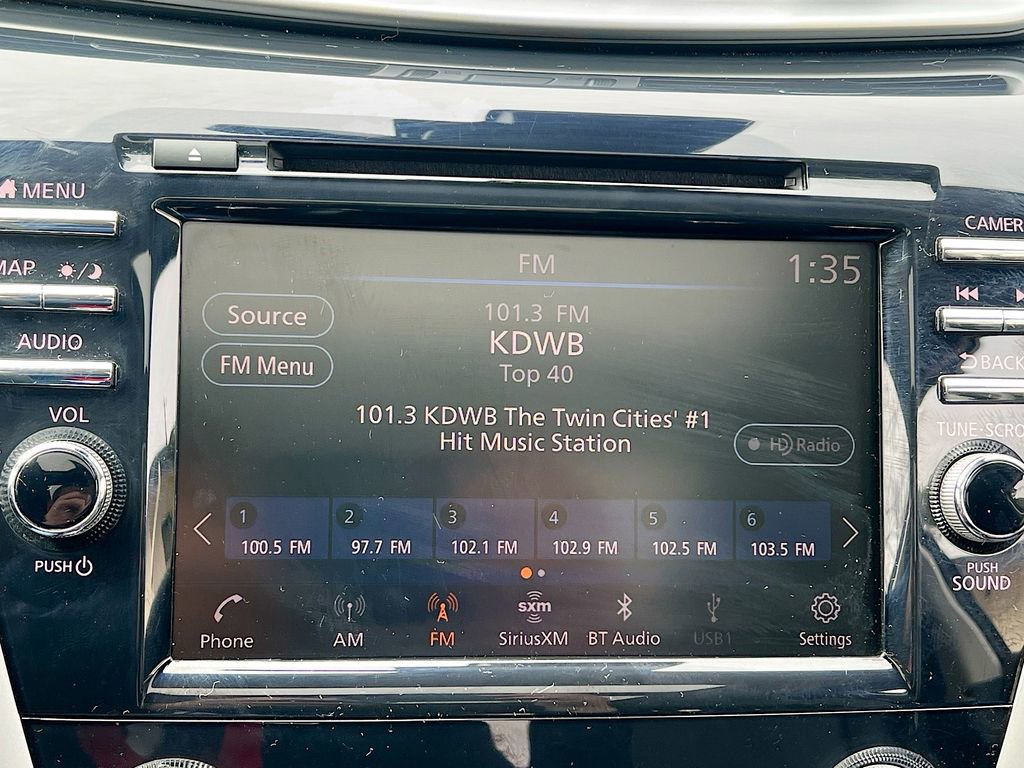 MENU
CAMER
FM
1:35
MAP
Source
101.3 FM
KDWB
AUDIO
FM Menu
Top 40
BACK
VOL
101.3 KDWB The Twin Cities' #1
Hit Music Station
HD Radio
TUNE-SCRO
1
2
3
4
5
6
100.5 FM
97.7 FM
102.1 FM
102.9 FM
102.5 FM
103.5 FM
PUSH
PUSH
SOUND
sxm
Phone
AM
FM
SiriusXM
BT Audio
USB1
Settings